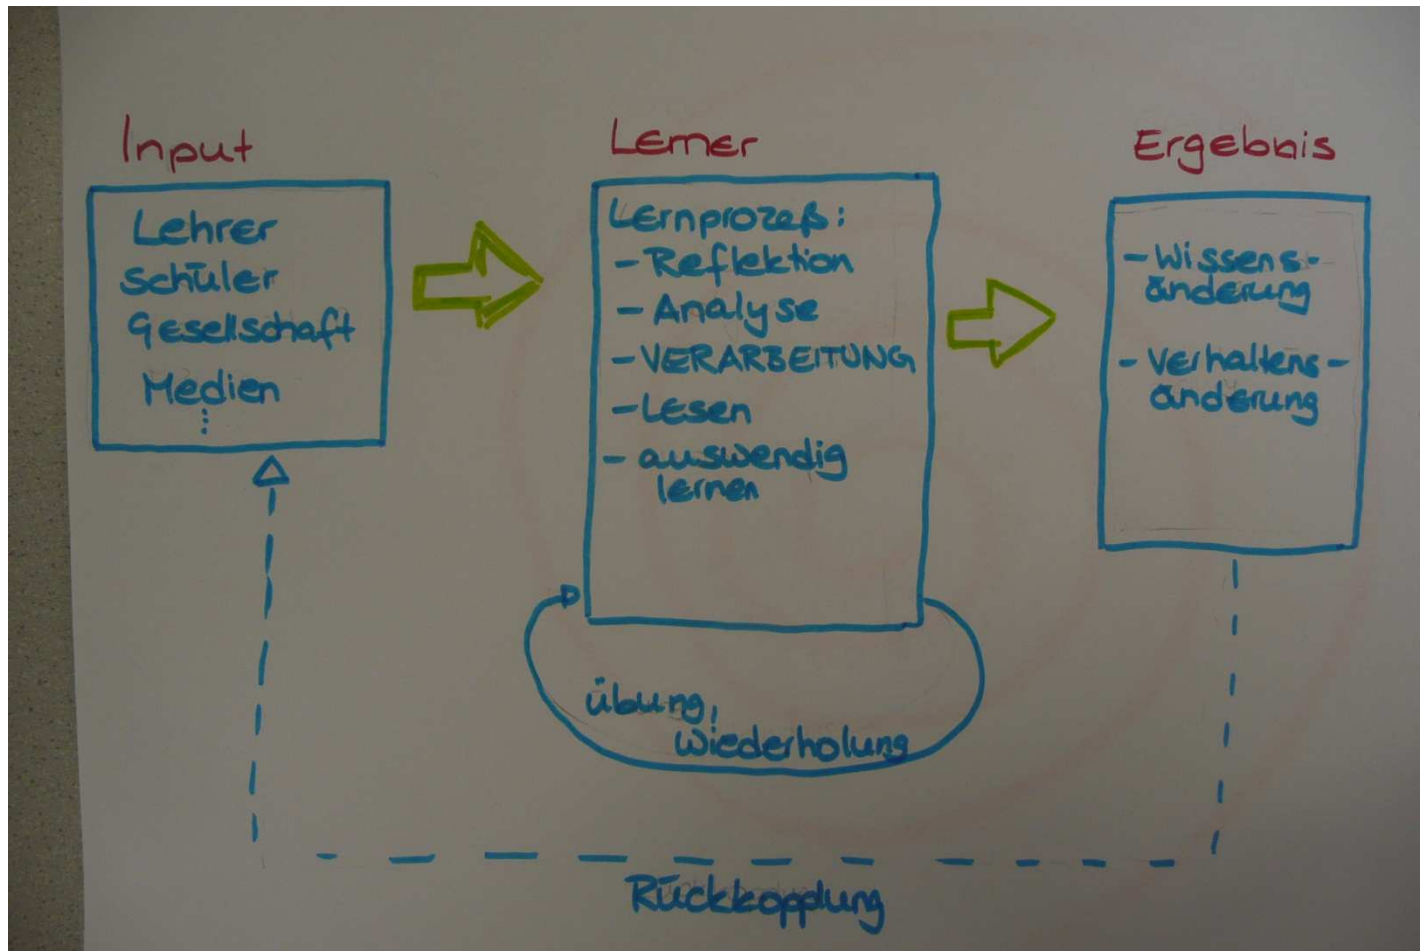 Input
Lehrer
Schüler
Gesellschaft
Medien
⋮
Lerner
Lernprozeß:
- Reflektion
- Analyse
- VERARBEITUNG
- Lesen
- auswendig
lernen
Übung,
Wiederholung
Ergebnis
- Wissens-
änderung
- Verhaltens-
änderung
Rückkopplung